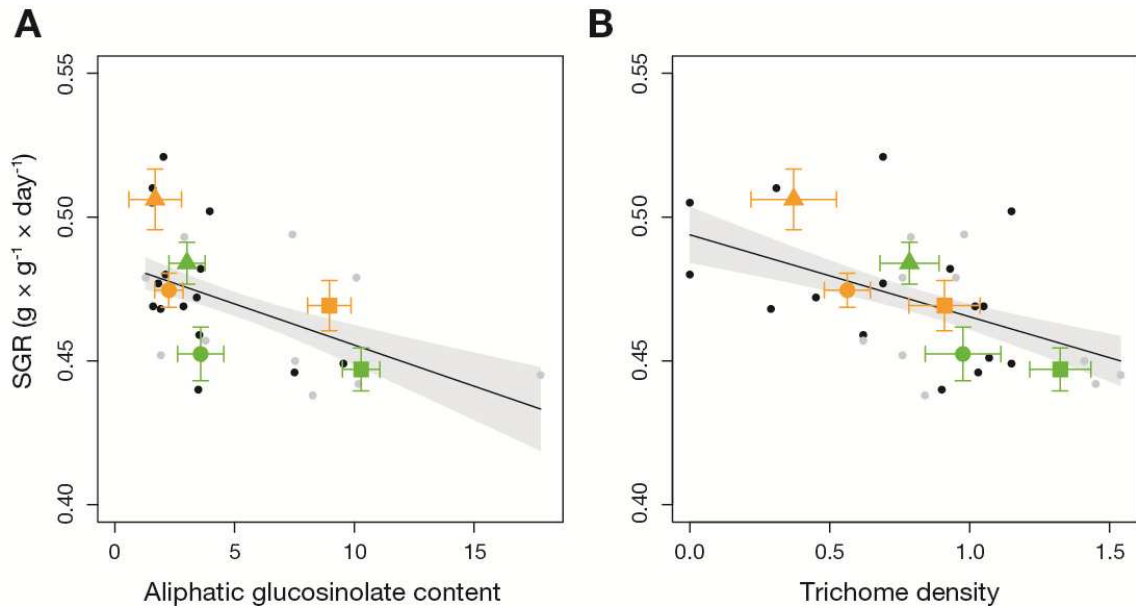 A
B
SGR (g × g⁻¹ × day⁻¹)
0.55
0.50
0.45
0.40
0 5 10 15
Aliphatic glucosinolate content
0.55
0.50
0.45
0.40
0.0 0.5 1.0 1.5
Trichome density